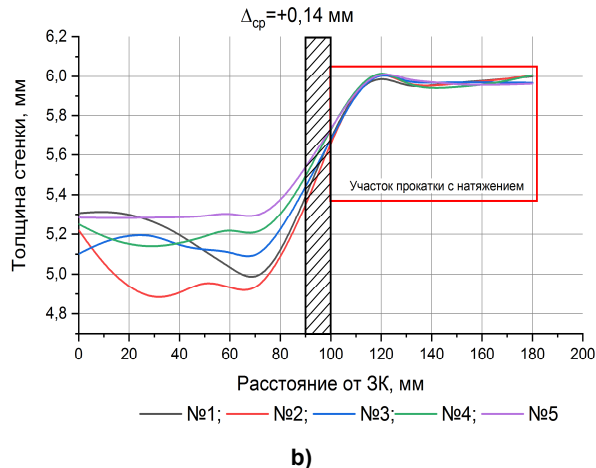 Δср=+0,14 мм
Толщина стенки, мм
6,2
6,0
5,8
5,6
5,4
5,2
5,0
4,8
Участок прокатки с натяжением
0 20 40 60 80 100 120 140 160 180 200
Расстояние от ЗК, мм
№1; №2; №3; №4; №5
b)